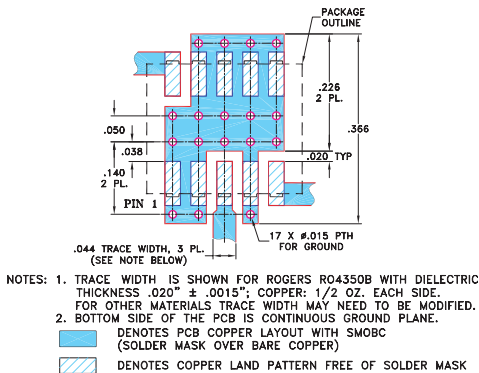 PACKAGE
OUTLINE
.226
2 PL.
.366
.050
.038
.020 TYP
.140
2 PL.
PIN 1
17 X ø.015 PTH
FOR GROUND
.044 TRACE WIDTH, 3 PL.
(SEE NOTE BELOW)
NOTES: 1. TRACE WIDTH IS SHOWN FOR ROGERS RO4350B WITH DIELECTRIC
THICKNESS .020" ± .0015"; COPPER: 1/2 OZ. EACH SIDE.
FOR OTHER MATERIALS TRACE WIDTH MAY NEED TO BE MODIFIED.
2. BOTTOM SIDE OF THE PCB IS CONTINUOUS GROUND PLANE.
DENOTES PCB COPPER LAYOUT WITH SMOBC
(SOLDER MASK OVER BARE COPPER)
DENOTES COPPER LAND PATTERN FREE OF SOLDER MASK